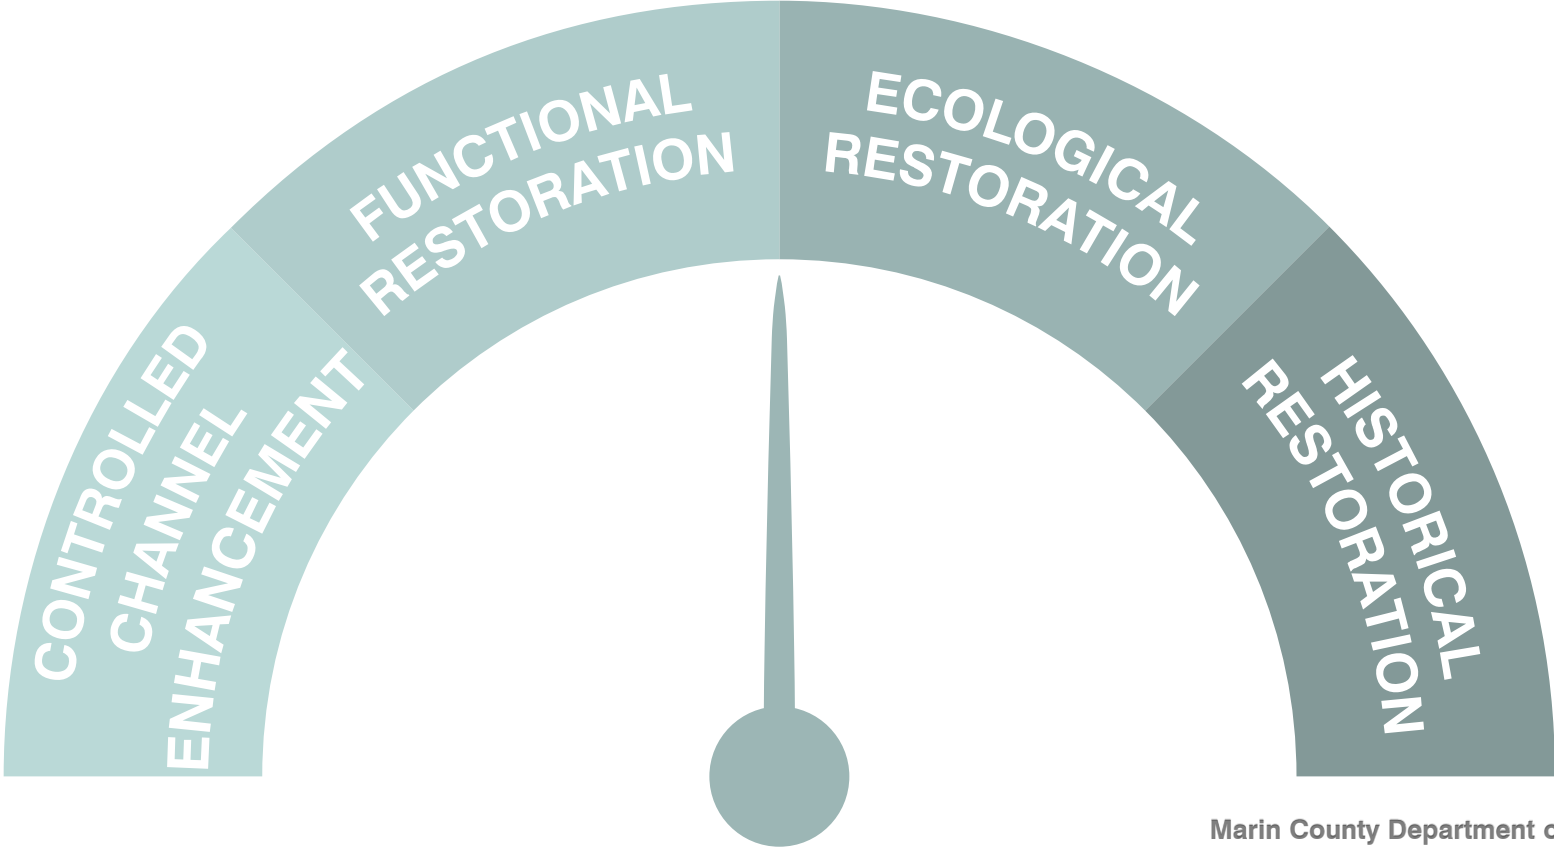 CONTROLLED
CHANNEL
ENHANCEMENT
FUNCTIONAL
RESTORATION
ECOLOGICAL
RESTORATION
HISTORICAL
RESTORATION
Marin County Department